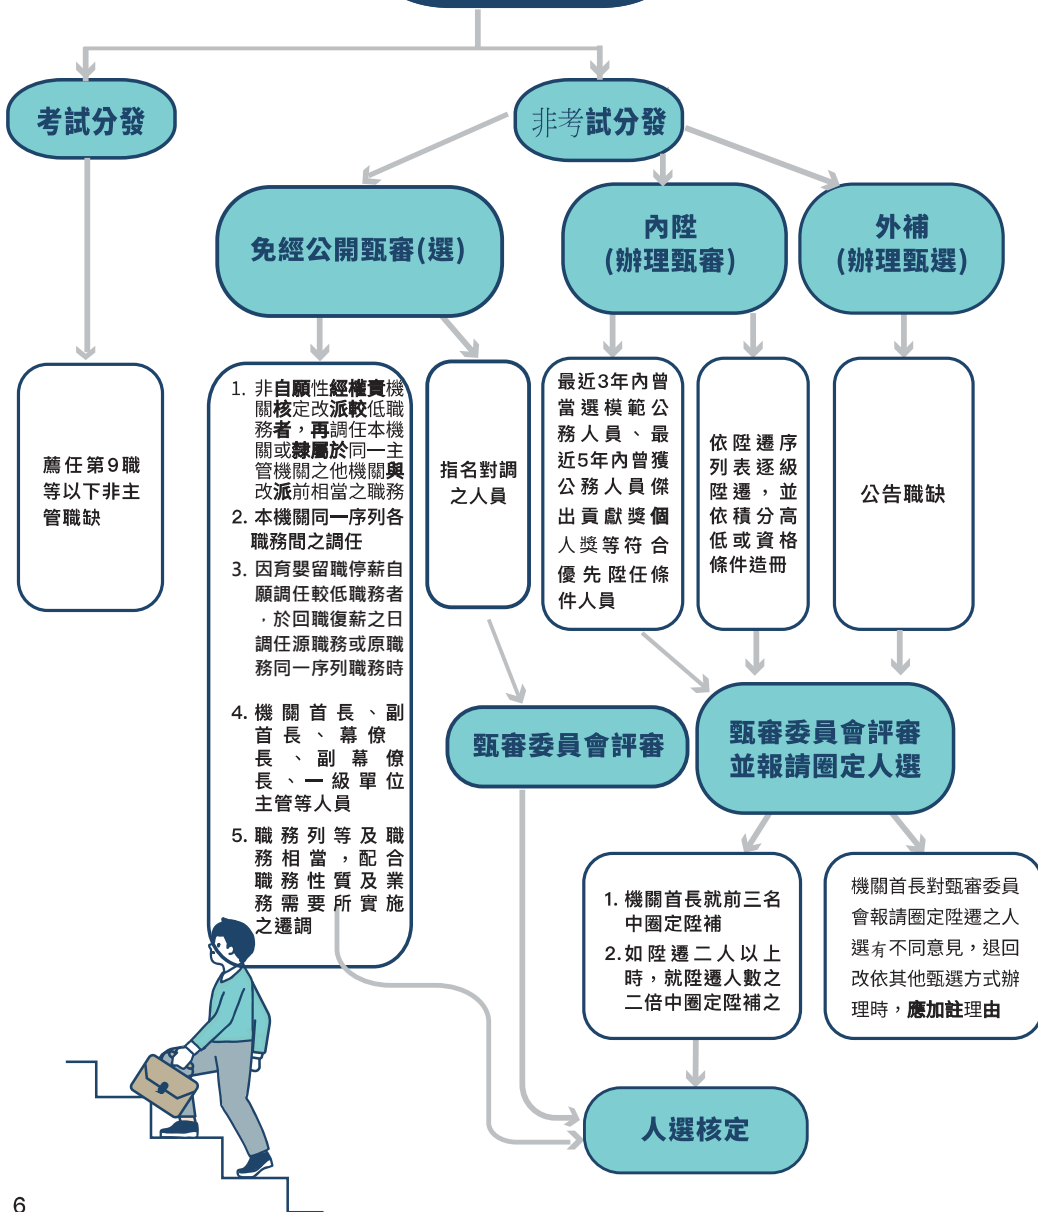 考試分發
非考試分發
免經公開甄審(選)
內陞
(辦理甄審)
外補
(辦理甄選)
薦任第9職
等以下非主
管職缺
1. 非自願性經權責機
關核定改派較低職
務者，再調任本機
關或隸屬於同一主
管機關之他機關與
改派前相當之職務
2. 本機關同一序列各
職務間之調任
3. 因育嬰留職停薪自
願調任較低職務者
，於回職復薪之日
調任源職務或原職
務同一序列職務時
4. 機關首長、副
首長、幕僚
長、副幕僚
長、一級單位
主管等人員
5. 職務列等及職
務相當，配合
職務性質及業
務需要所實施
之遷調
指名對調
之人員
最近3年內曾
當選模範公
務人員、最
近5年內曾獲
公務人員傑
出貢獻獎個
人獎等符合
優先陞任條
件人員
依陞遷序
列表逐級
陞遷，並
依積分高
低或資格
條件造冊
公告職缺
甄審委員會評審
甄審委員會評審
並報請圈定人選
1. 機關首長就前三名
中圈定陞補
2. 如陞遷二人以上
時，就陞遷人數之
二倍中圈定陞補之
機關首長對甄審委員
會報請圈定陞遷之人
選有不同意見，退回
改依其他甄選方式辦
理時，應加註理由
人選核定
6